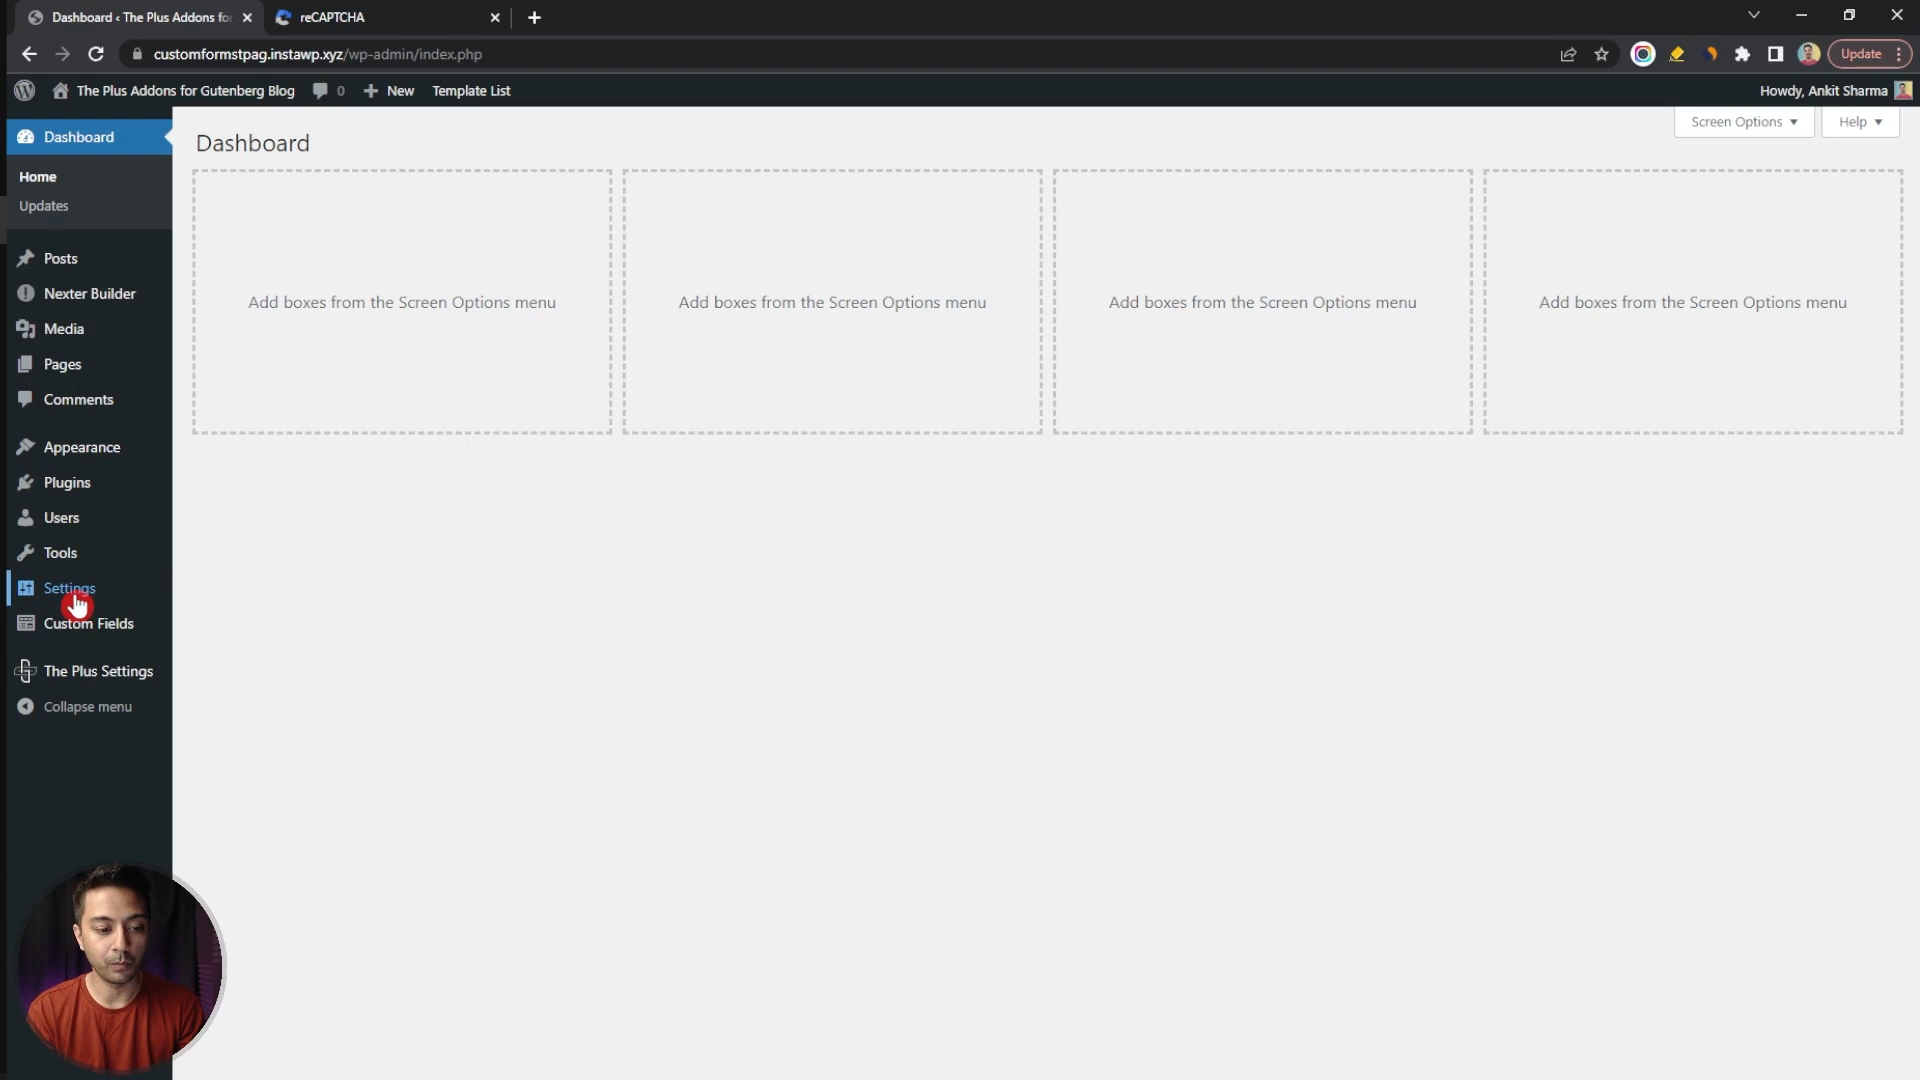 Dashboard ‹ The Plus Addons fo
reCAPTCHA
customformstpag.instawp.xyz/wp-admin/index.php
Update
The Plus Addons for Gutenberg Blog
0
New
Template List
Howdy, Ankit Sharma
Screen Options
Help
Dashboard
Home
Updates
Posts
Nexter Builder
Media
Pages
Comments
Appearance
Plugins
Users
Tools
Settings
Custom Fields
The Plus Settings
Collapse menu
Dashboard
Add boxes from the Screen Options menu
Add boxes from the Screen Options menu
Add boxes from the Screen Options menu
Add boxes from the Screen Options menu